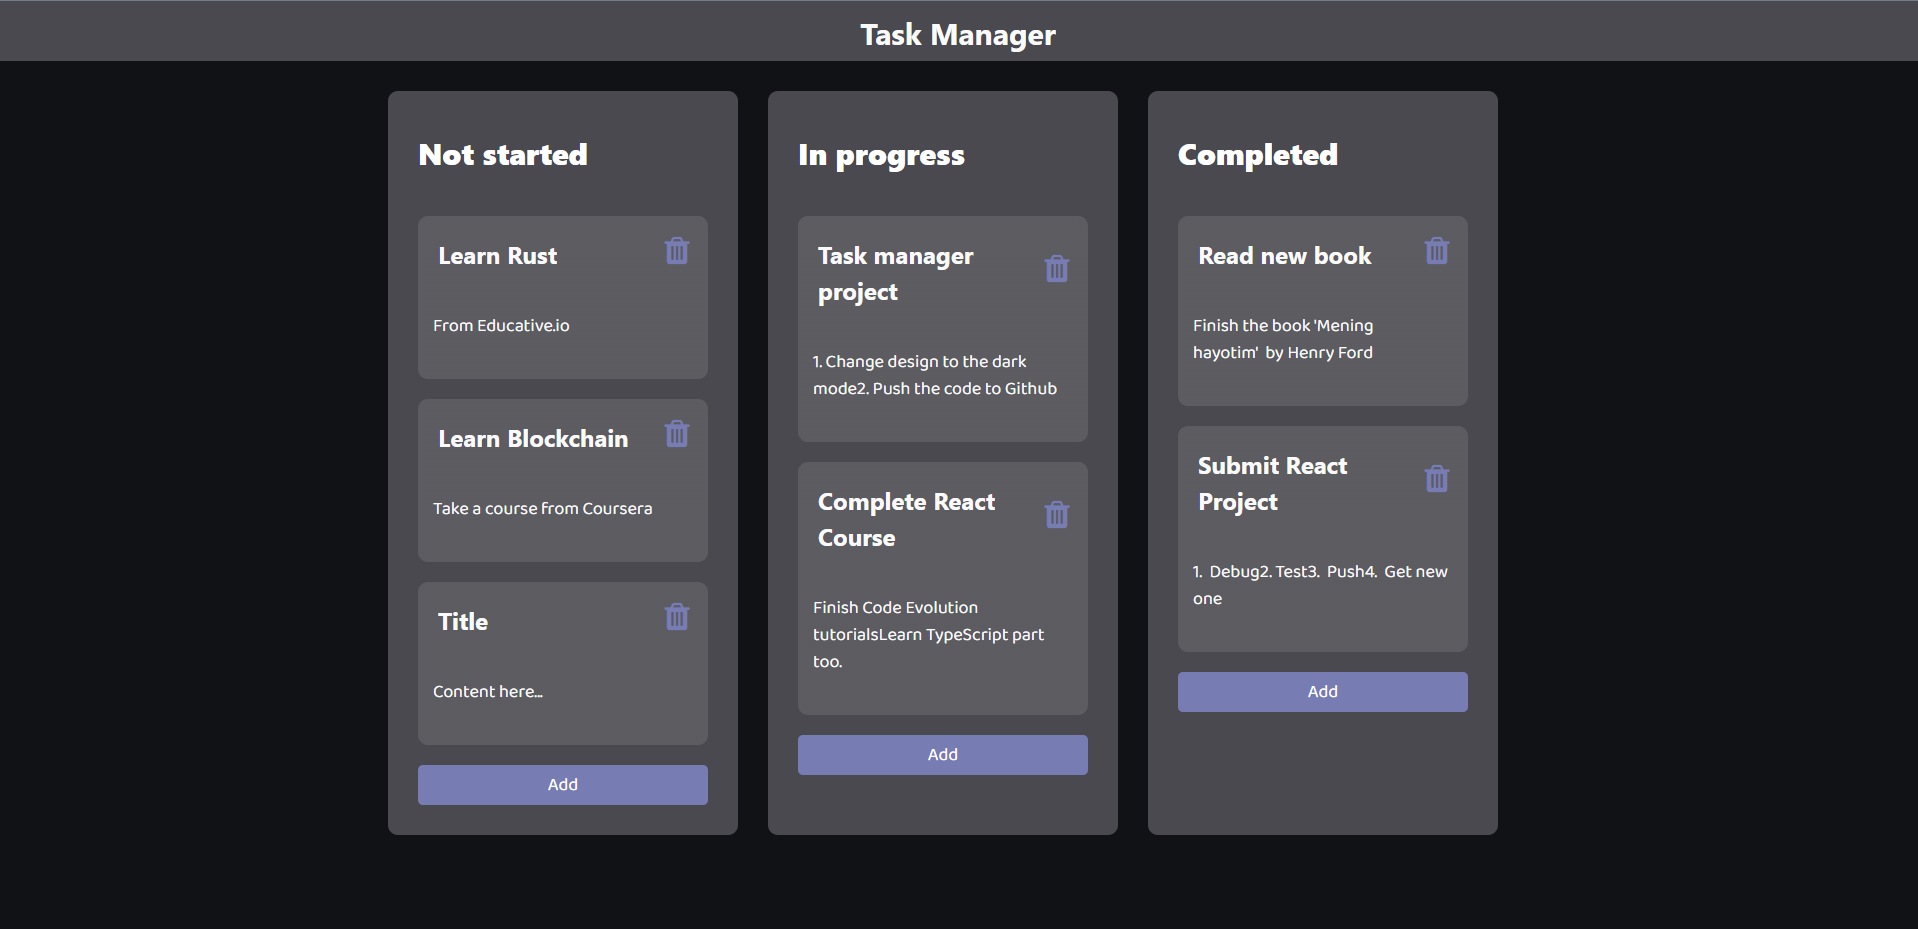 Task Manager
Not started
Learn Rust
From Educative.io
Learn Blockchain
Take a course from Coursera
Title
Content here...
Add
In progress
Task manager
project
1. Change design to the dark
mode2. Push the code to Github
Complete React
Course
Finish Code Evolution
tutorialsLearn TypeScript part
too.
Add
Completed
Read new book
Finish the book 'Mening
hayotim'  by Henry Ford
Submit React
Project
1.  Debug2. Test3.  Push4.  Get new
one
Add